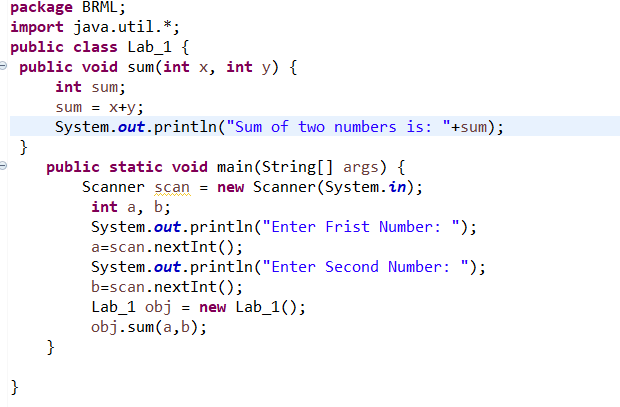 package BRML;
import java.util.*;
public class Lab_1 {
public void sum(int x, int y) {
int sum;
sum = x+y;
System.out.println("Sum of two numbers is: "+sum);
}
public static void main(String[] args) {
Scanner scan = new Scanner(System.in);
int a, b;
System.out.println("Enter Frist Number: ");
a=scan.nextInt();
System.out.println("Enter Second Number: ");
b=scan.nextInt();
Lab_1 obj = new Lab_1();
obj.sum(a,b);
}
}